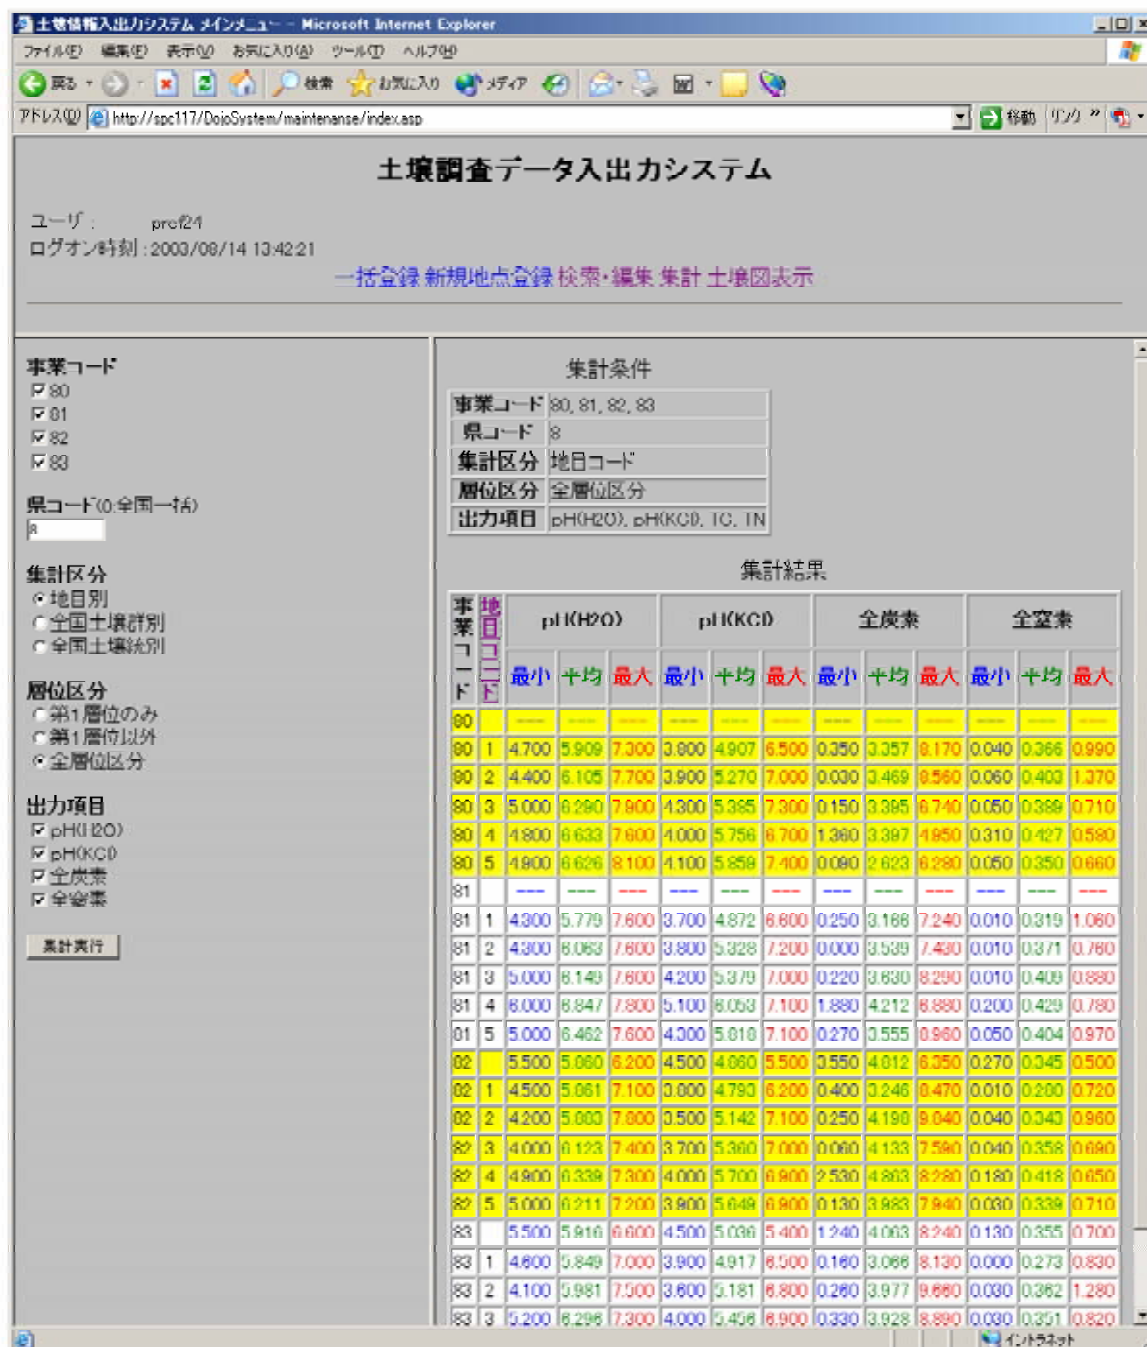 土壌情報入出力システム メインメニュー - Microsoft Internet Explorer
ファイル(F) 編集(E) 表示(V) お気に入り(A) ツール(T) ヘルプ(H)
戻る 検索 お気に入り メディア
アドレス(D) http://spc117/DojoSystem/maintenanse/index.asp 移動 リンク »
土壌調査データ入出力システム
ユーザ : pref24
ログオン時刻 : 2003/08/14 13:42:21
一括登録 新規地点登録 検索・編集 集計 土壌図表示
事業コード
80
81
82
83
県コード(0:全国一括)
8
集計区分
地目別
全国土壌群別
全国土壌統別
層位区分
第1層位のみ
第1層位以外
全層位区分
出力項目
pH(H2O)
pH(KCl)
全炭素
全窒素
集計実行
集計条件
事業コード 80, 81, 82, 83
県コード 8
集計区分 地目コード
層位区分 全層位区分
出力項目 pH(H2O), pH(KCl), TC, TN
集計結果
事業コード 地目コード pH(H2O) pH(KCl) 全炭素 全窒素
最小 平均 最大 最小 平均 最大 最小 平均 最大 最小 平均 最大
80 --- --- --- --- --- --- --- --- --- --- --- ---
80 1 4.700 5.909 7.300 3.800 4.907 6.500 0.350 3.357 8.170 0.040 0.366 0.990
80 2 4.400 6.105 7.700 3.900 5.270 7.000 0.030 3.469 8.560 0.060 0.403 1.370
80 3 5.000 6.290 7.900 4.300 5.385 7.300 0.150 3.395 6.740 0.050 0.389 0.710
80 4 4.800 6.633 7.600 4.000 5.756 6.700 1.360 3.397 4.950 0.310 0.427 0.580
80 5 4.900 6.626 8.100 4.100 5.859 7.400 0.090 2.623 6.280 0.050 0.350 0.660
81 --- --- --- --- --- --- --- --- --- --- --- ---
81 1 4.300 5.779 7.600 3.700 4.872 6.600 0.250 3.166 7.240 0.010 0.319 1.060
81 2 4.300 6.063 7.600 3.800 5.328 7.200 0.000 3.539 7.430 0.010 0.371 0.760
81 3 5.000 6.149 7.600 4.200 5.379 7.000 0.220 3.630 8.290 0.010 0.409 0.880
81 4 6.000 6.847 7.800 5.100 6.053 7.100 1.880 4.212 6.880 0.200 0.429 0.780
81 5 5.000 6.462 7.600 4.300 5.818 7.100 0.270 3.555 8.960 0.050 0.404 0.970
82 5.500 5.860 6.200 4.500 4.860 5.500 3.550 4.812 6.350 0.270 0.345 0.500
82 1 4.500 5.861 7.100 3.800 4.793 6.200 0.400 3.246 8.470 0.010 0.280 0.720
82 2 4.200 5.883 7.800 3.500 5.142 7.100 0.250 4.198 9.040 0.040 0.343 0.960
82 3 4.000 6.123 7.400 3.700 5.360 7.000 0.060 4.133 7.590 0.040 0.358 0.690
82 4 4.900 6.339 7.300 4.000 5.700 6.900 2.530 4.863 8.280 0.180 0.418 0.650
82 5 5.000 6.211 7.200 3.900 5.649 6.900 0.130 3.983 7.940 0.030 0.339 0.710
83 5.500 5.916 6.600 4.500 5.036 5.400 1.240 4.063 8.240 0.130 0.355 0.700
83 1 4.600 5.849 7.000 3.900 4.917 6.500 0.160 3.066 8.130 0.000 0.273 0.830
83 2 4.100 5.981 7.500 3.600 5.181 6.800 0.260 3.977 9.660 0.030 0.362 1.280
83 3 5.200 6.296 7.300 4.000 5.456 6.900 0.330 3.928 8.890 0.030 0.351 0.820
イントラネット